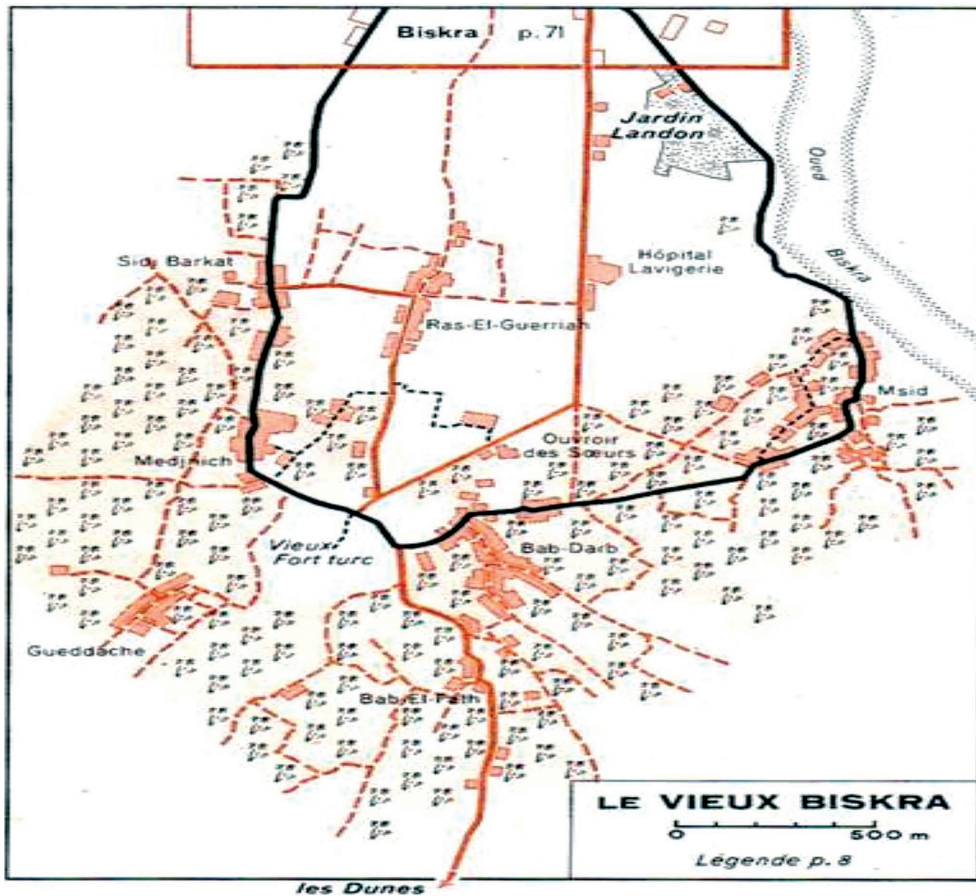 Biskra p. 71
Jardin
Landon
Oued
Biskra
Sidi Barkat
Hôpital
Lavigerie
Ras-El-Guerriah
Msid
Medjnich
Ouvroir
des Sœurs
Vieux
Fort turc
Bab-Darb
Gueddache
Bab-El-Fath
LE VIEUX BISKRA
0 500 m
Légende p. 8
les Dunes